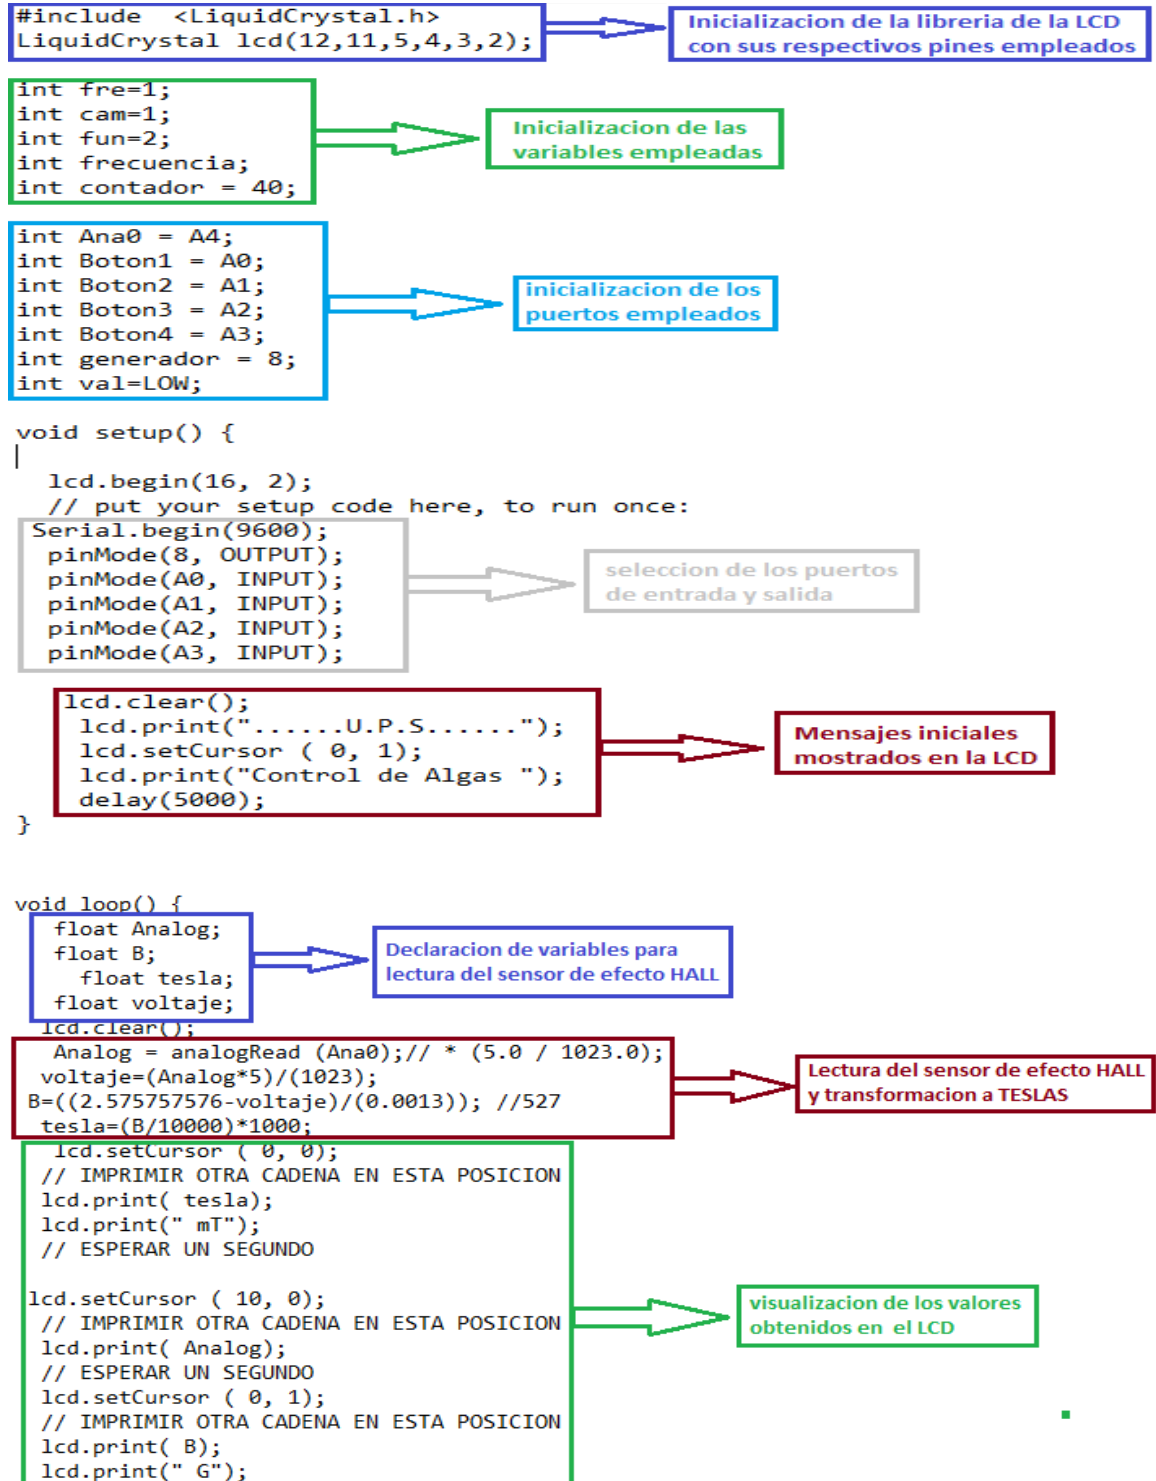 #include  <LiquidCrystal.h>
LiquidCrystal lcd(12,11,5,4,3,2);
Inicializacion de la libreria de la LCD
con sus respectivos pines empleados
int fre=1;
int cam=1;
int fun=2;
int frecuencia;
int contador = 40;
Inicializacion de las
variables empleadas
int Ana0 = A4;
int Boton1 = A0;
int Boton2 = A1;
int Boton3 = A2;
int Boton4 = A3;
int generador = 8;
int val=LOW;
inicializacion de los
puertos empleados
void setup() {
lcd.begin(16, 2);
// put your setup code here, to run once:
Serial.begin(9600);
pinMode(8, OUTPUT);
pinMode(A0, INPUT);
pinMode(A1, INPUT);
pinMode(A2, INPUT);
pinMode(A3, INPUT);
seleccion de los puertos
de entrada y salida
lcd.clear();
lcd.print("......U.P.S......");
lcd.setCursor ( 0, 1);
lcd.print("Control de Algas ");
delay(5000);
}
Mensajes iniciales
mostrados en la LCD
void loop() {
float Analog;
float B;
float tesla;
float voltaje;
Declaracion de variables para
lectura del sensor de efecto HALL
lcd.clear();
Analog = analogRead (Ana0);// * (5.0 / 1023.0);
voltaje=(Analog*5)/(1023);
B=((2.575757576-voltaje)/(0.0013)); //527
tesla=(B/10000)*1000;
Lectura del sensor de efecto HALL
y transformacion a TESLAS
lcd.setCursor ( 0, 0);
// IMPRIMIR OTRA CADENA EN ESTA POSICION
lcd.print( tesla);
lcd.print(" mT");
// ESPERAR UN SEGUNDO
lcd.setCursor ( 10, 0);
// IMPRIMIR OTRA CADENA EN ESTA POSICION
lcd.print( Analog);
// ESPERAR UN SEGUNDO
lcd.setCursor ( 0, 1);
// IMPRIMIR OTRA CADENA EN ESTA POSICION
lcd.print( B);
lcd.print(" G");
visualizacion de los valores
obtenidos en  el LCD